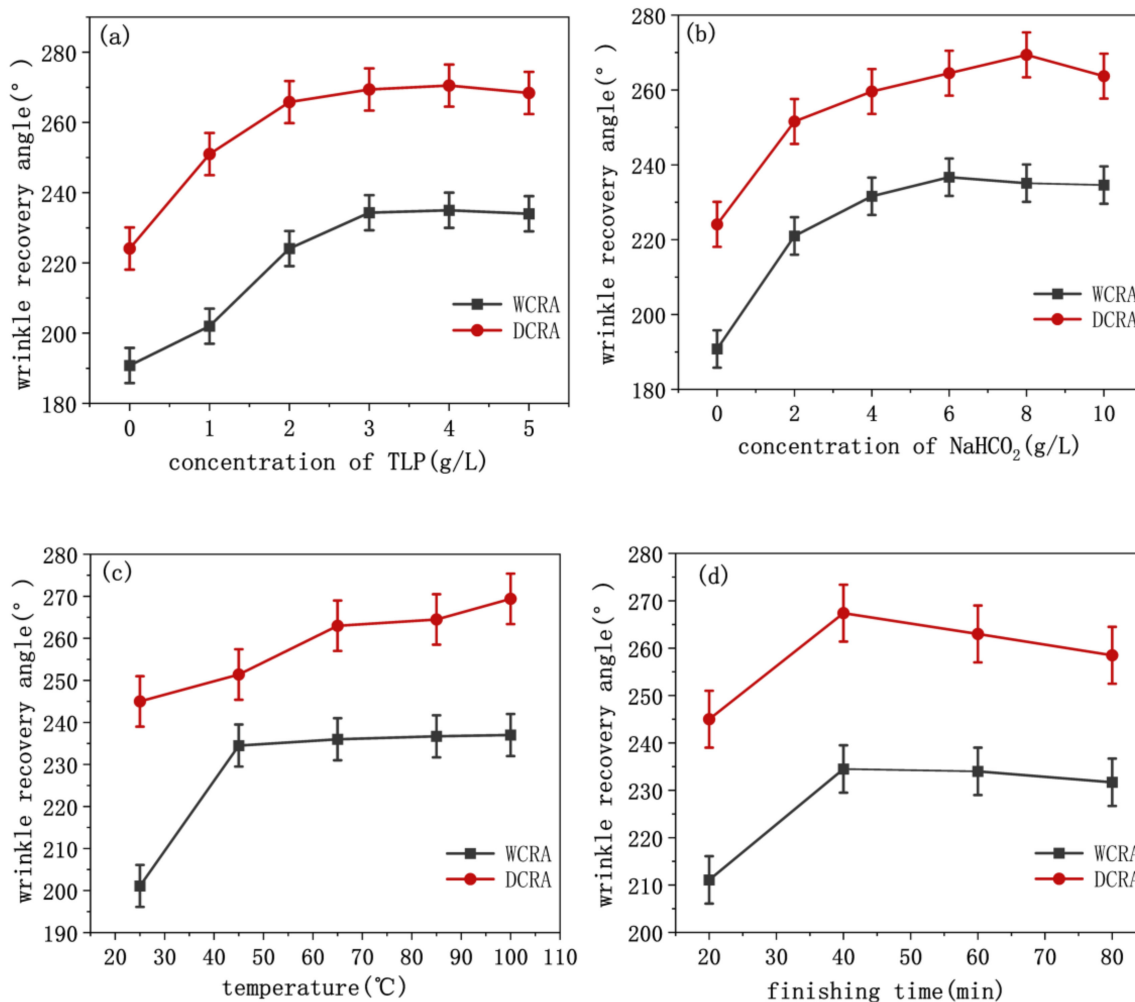 (a)
wrinkle recovery angle(°)
280
260
240
220
200
180
WCRA
DCRA
0 1 2 3 4 5
concentration of TLP(g/L)
(b)
wrinkle recovery angle(°)
280
260
240
220
200
180
WCRA
DCRA
0 2 4 6 8 10
concentration of NaHCO₂(g/L)
(c)
wrinkle recovery angle(°)
280
270
260
250
240
230
220
210
200
190
WCRA
DCRA
20 30 40 50 60 70 80 90 100 110
temperature(℃)
(d)
wrinkle recovery angle(°)
280
270
260
250
240
230
220
210
200
WCRA
DCRA
20 30 40 50 60 70 80
finishing time(min)